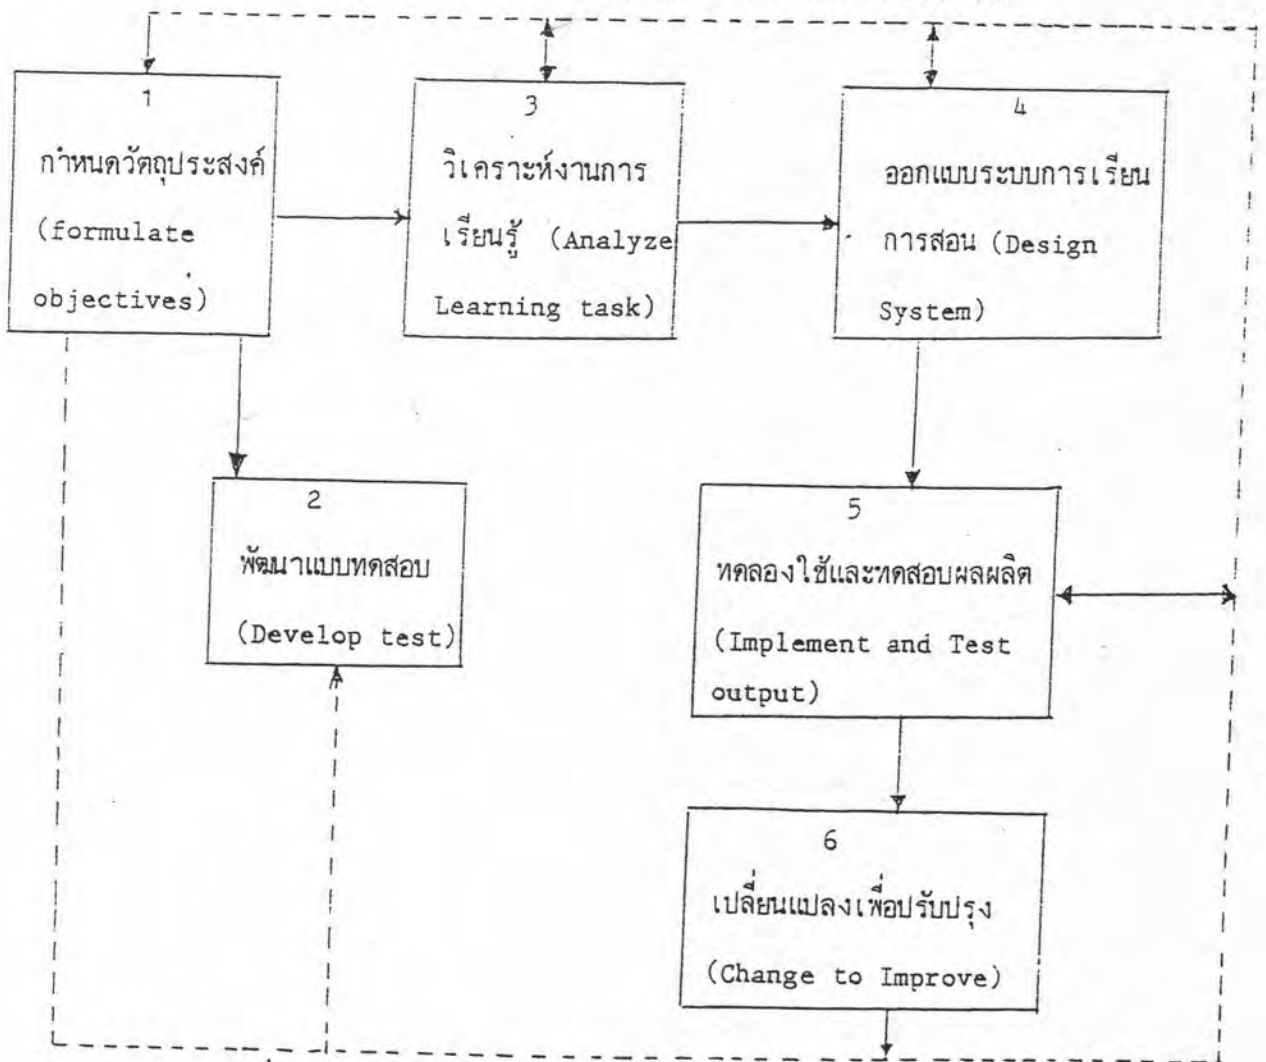 1
กำหนดวัตถุประสงค์
(formulate
objectives)
3
วิเคราะห์งานการ
เรียนรู้ (Analyze
Learning task)
4
ออกแบบระบบการเรียน
การสอน (Design
System)
2
พัฒนาแบบทดสอบ
(Develop test)
5
ทดลองใช้และทดสอบผลผลิต
(Implement and Test
output)
6
เปลี่ยนแปลงเพื่อปรับปรุง
(Change to Improve)